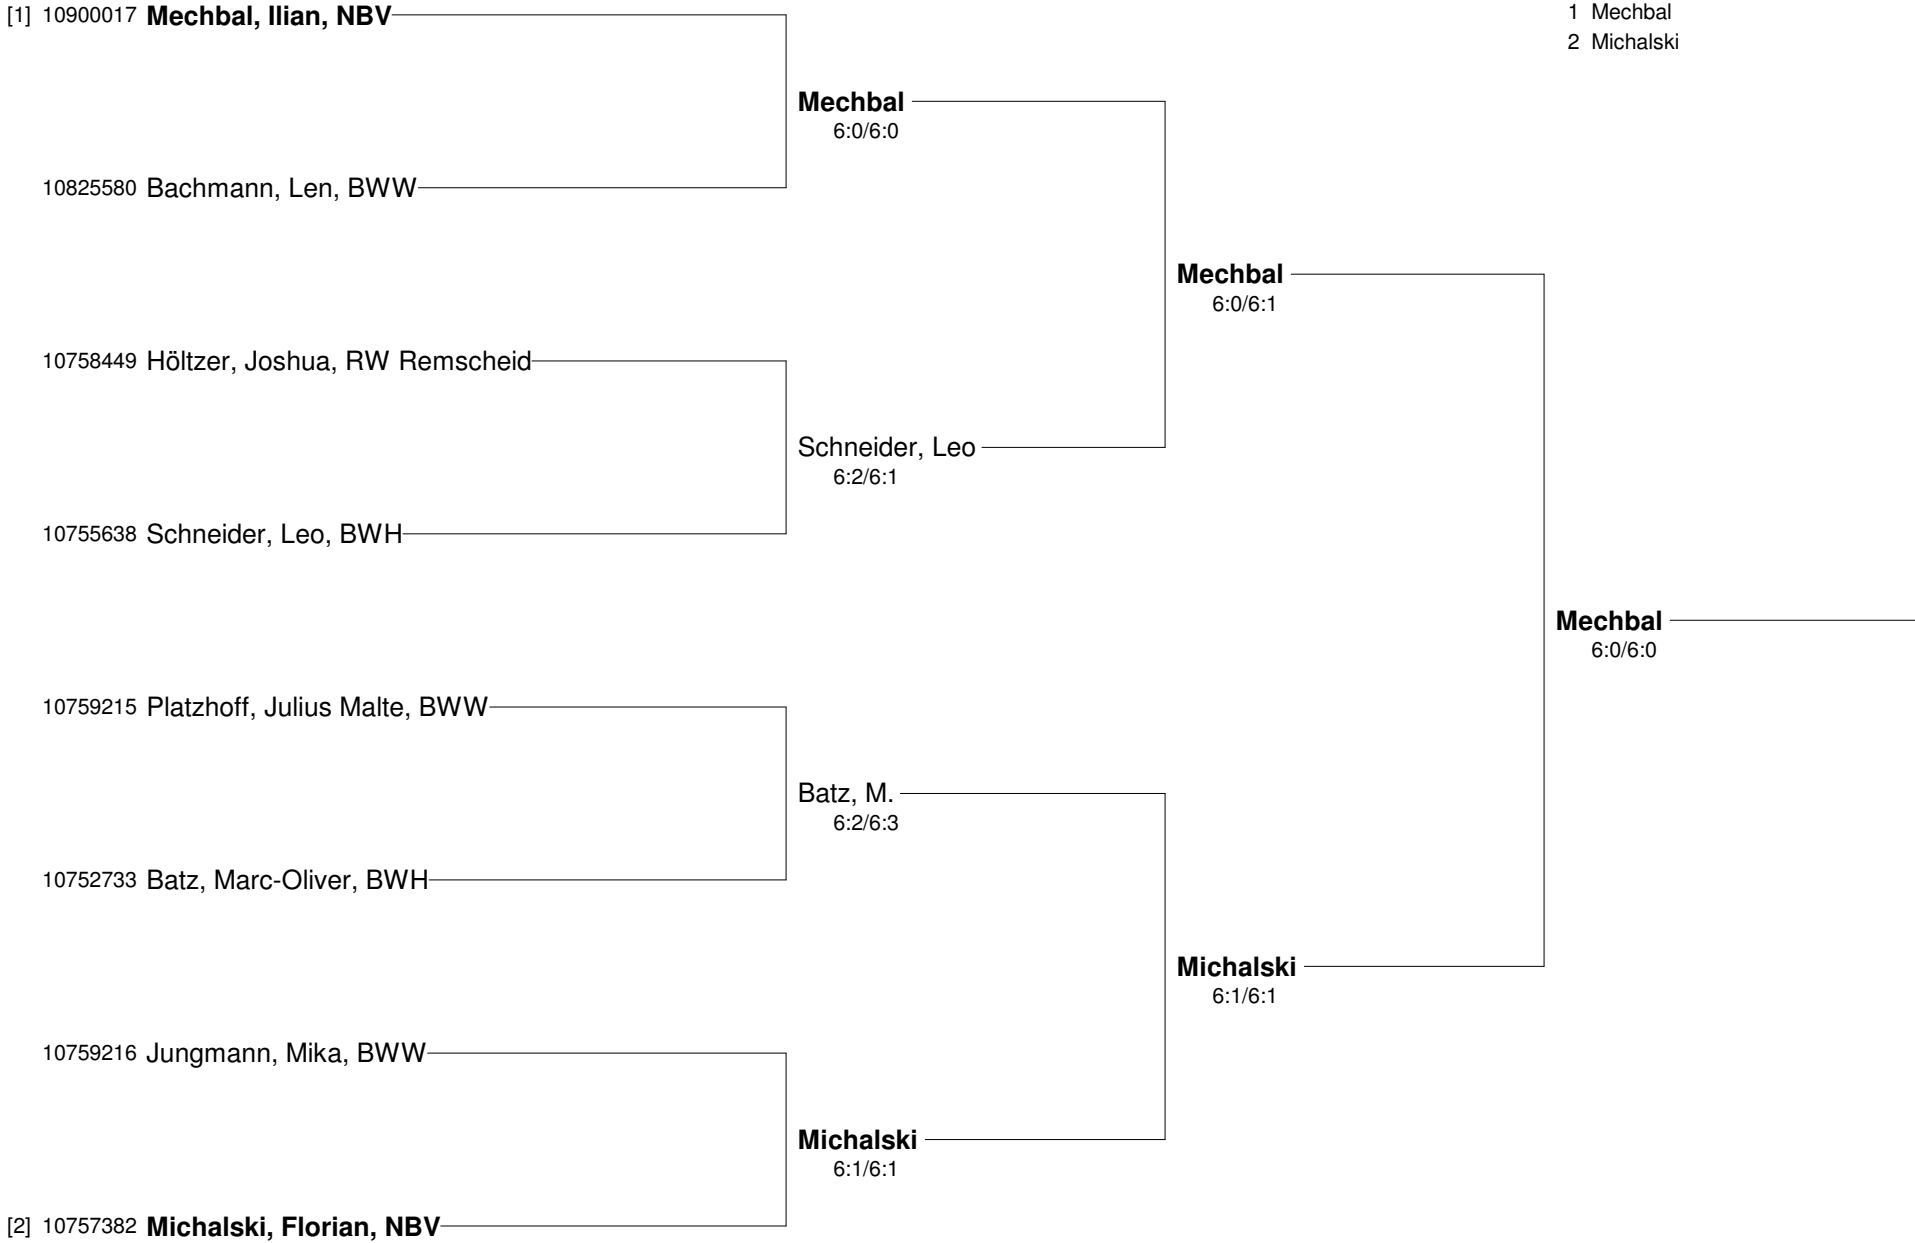 [1] 10900017 Mechbal, Ilian, NBV
1 Mechbal
2 Michalski
Mechbal
6:0/6:0
10825580 Bachmann, Len, BWW
Mechbal
6:0/6:1
10758449 Höltzer, Joshua, RW Remscheid
Schneider, Leo
6:2/6:1
10755638 Schneider, Leo, BWH
Mechbal
6:0/6:0
10759215 Platzhoff, Julius Malte, BWW
Batz, M.
6:2/6:3
10752733 Batz, Marc-Oliver, BWH
Michalski
6:1/6:1
10759216 Jungmann, Mika, BWW
Michalski
6:1/6:1
[2] 10757382 Michalski, Florian, NBV